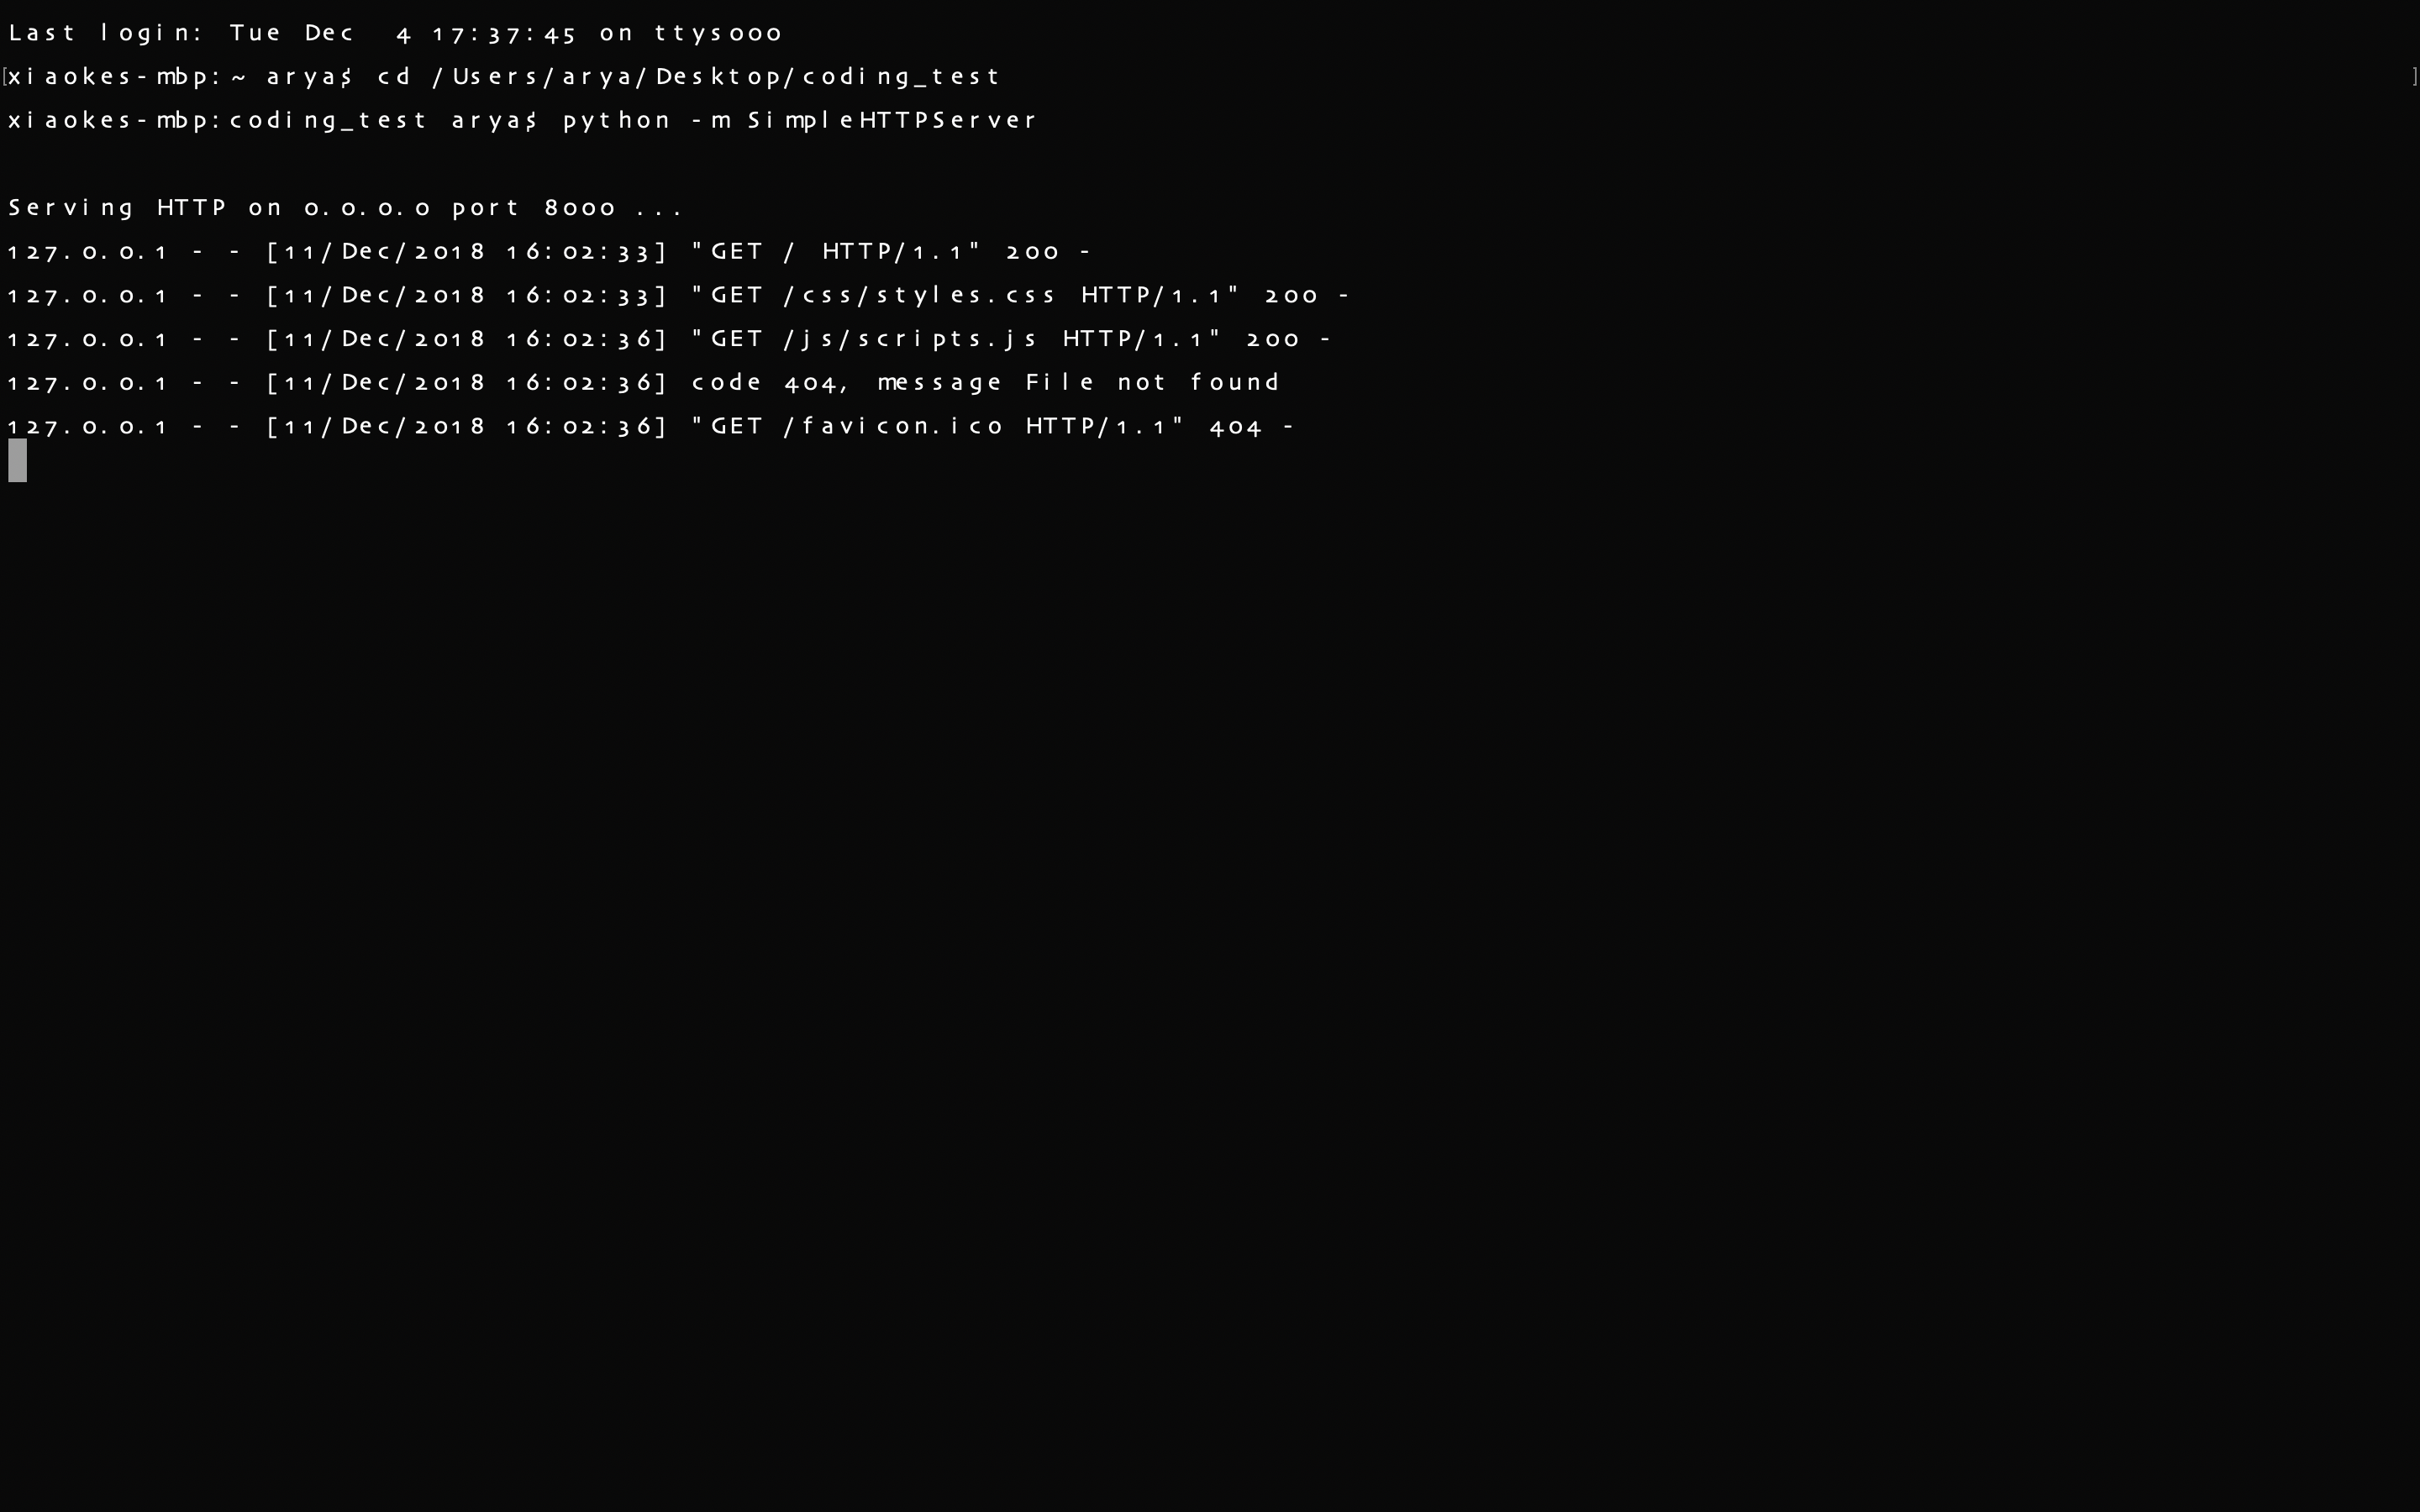 Last login: Tue Dec  4 17:37:45 on ttys000
[xiaokes-mbp:~ arya$ cd /Users/arya/Desktop/coding_test ]
xiaokes-mbp:coding_test arya$ python -m SimpleHTTPServer
Serving HTTP on 0.0.0.0 port 8000 ...
127.0.0.1 - - [11/Dec/2018 16:02:33] "GET / HTTP/1.1" 200 -
127.0.0.1 - - [11/Dec/2018 16:02:33] "GET /css/styles.css HTTP/1.1" 200 -
127.0.0.1 - - [11/Dec/2018 16:02:36] "GET /js/scripts.js HTTP/1.1" 200 -
127.0.0.1 - - [11/Dec/2018 16:02:36] code 404, message File not found
127.0.0.1 - - [11/Dec/2018 16:02:36] "GET /favicon.ico HTTP/1.1" 404 -